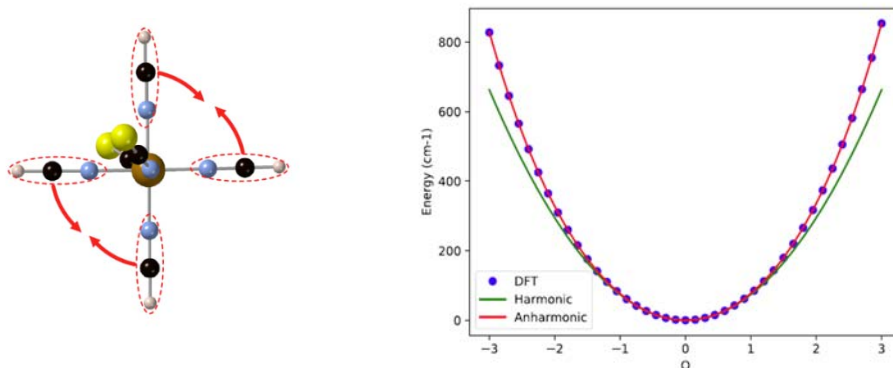 800
600
400
200
0
Energy (cm-1)
DFT
Harmonic
Anharmonic
−3 −2 −1 0 1 2 3
Q